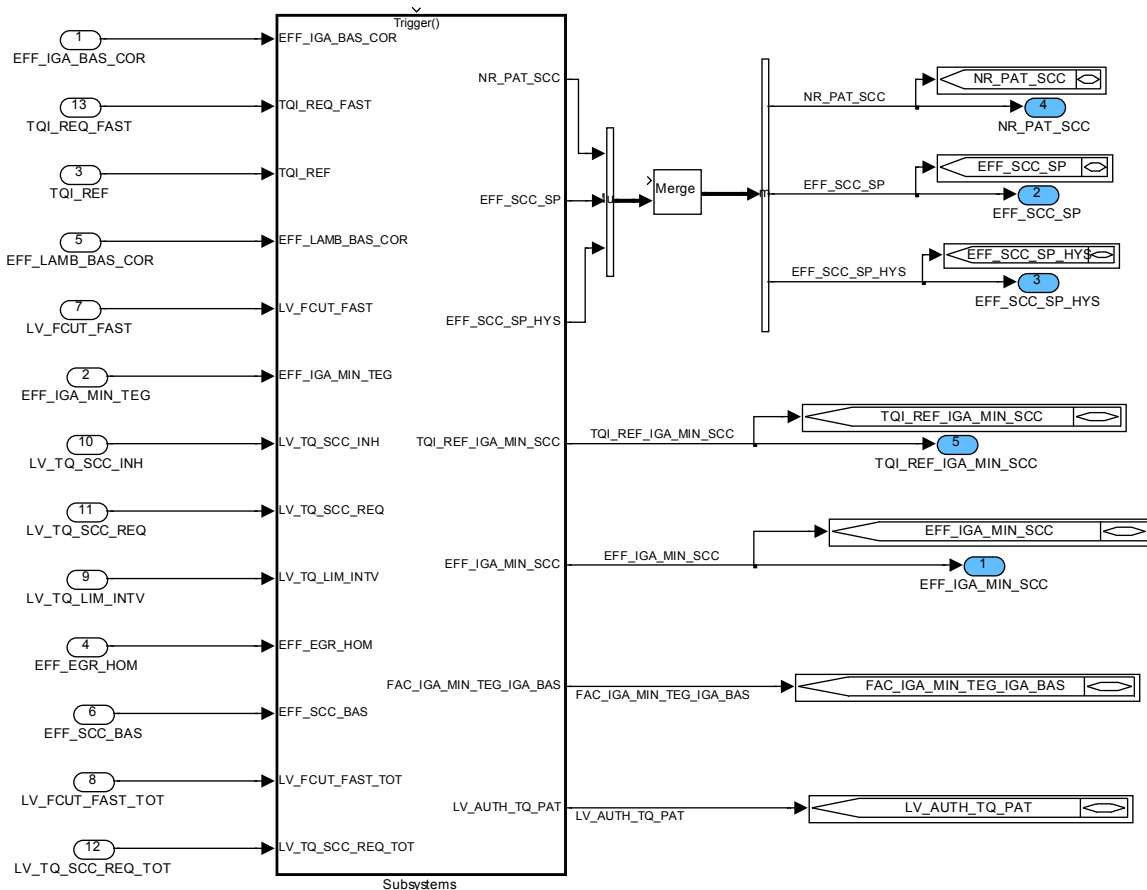 Trigger()
1
EFF_IGA_BAS_COR
EFF_IGA_BAS_COR
13
TQI_REQ_FAST
TQI_REQ_FAST
3
TQI_REF
TQI_REF
5
EFF_LAMB_BAS_COR
EFF_LAMB_BAS_COR
7
LV_FCUT_FAST
LV_FCUT_FAST
2
EFF_IGA_MIN_TEG
EFF_IGA_MIN_TEG
10
LV_TQ_SCC_INH
LV_TQ_SCC_INH
11
LV_TQ_SCC_REQ
LV_TQ_SCC_REQ
9
LV_TQ_LIM_INTV
LV_TQ_LIM_INTV
4
EFF_EGR_HOM
EFF_EGR_HOM
6
EFF_SCC_BAS
EFF_SCC_BAS
8
LV_FCUT_FAST_TOT
LV_FCUT_FAST_TOT
12
LV_TQ_SCC_REQ_TOT
LV_TQ_SCC_REQ_TOT
NR_PAT_SCC
EFF_SCC_SP
EFF_SCC_SP_HYS
TQI_REF_IGA_MIN_SCC
EFF_IGA_MIN_SCC
FAC_IGA_MIN_TEG_IGA_BAS
LV_AUTH_TQ_PAT
Subsystems
Merge
NR_PAT_SCC
NR_PAT_SCC
4
NR_PAT_SCC
EFF_SCC_SP
EFF_SCC_SP
2
EFF_SCC_SP
EFF_SCC_SP_HYS
EFF_SCC_SP_HYS
3
EFF_SCC_SP_HYS
TQI_REF_IGA_MIN_SCC
TQI_REF_IGA_MIN_SCC
5
TQI_REF_IGA_MIN_SCC
EFF_IGA_MIN_SCC
EFF_IGA_MIN_SCC
1
EFF_IGA_MIN_SCC
FAC_IGA_MIN_TEG_IGA_BAS
FAC_IGA_MIN_TEG_IGA_BAS
LV_AUTH_TQ_PAT
LV_AUTH_TQ_PAT